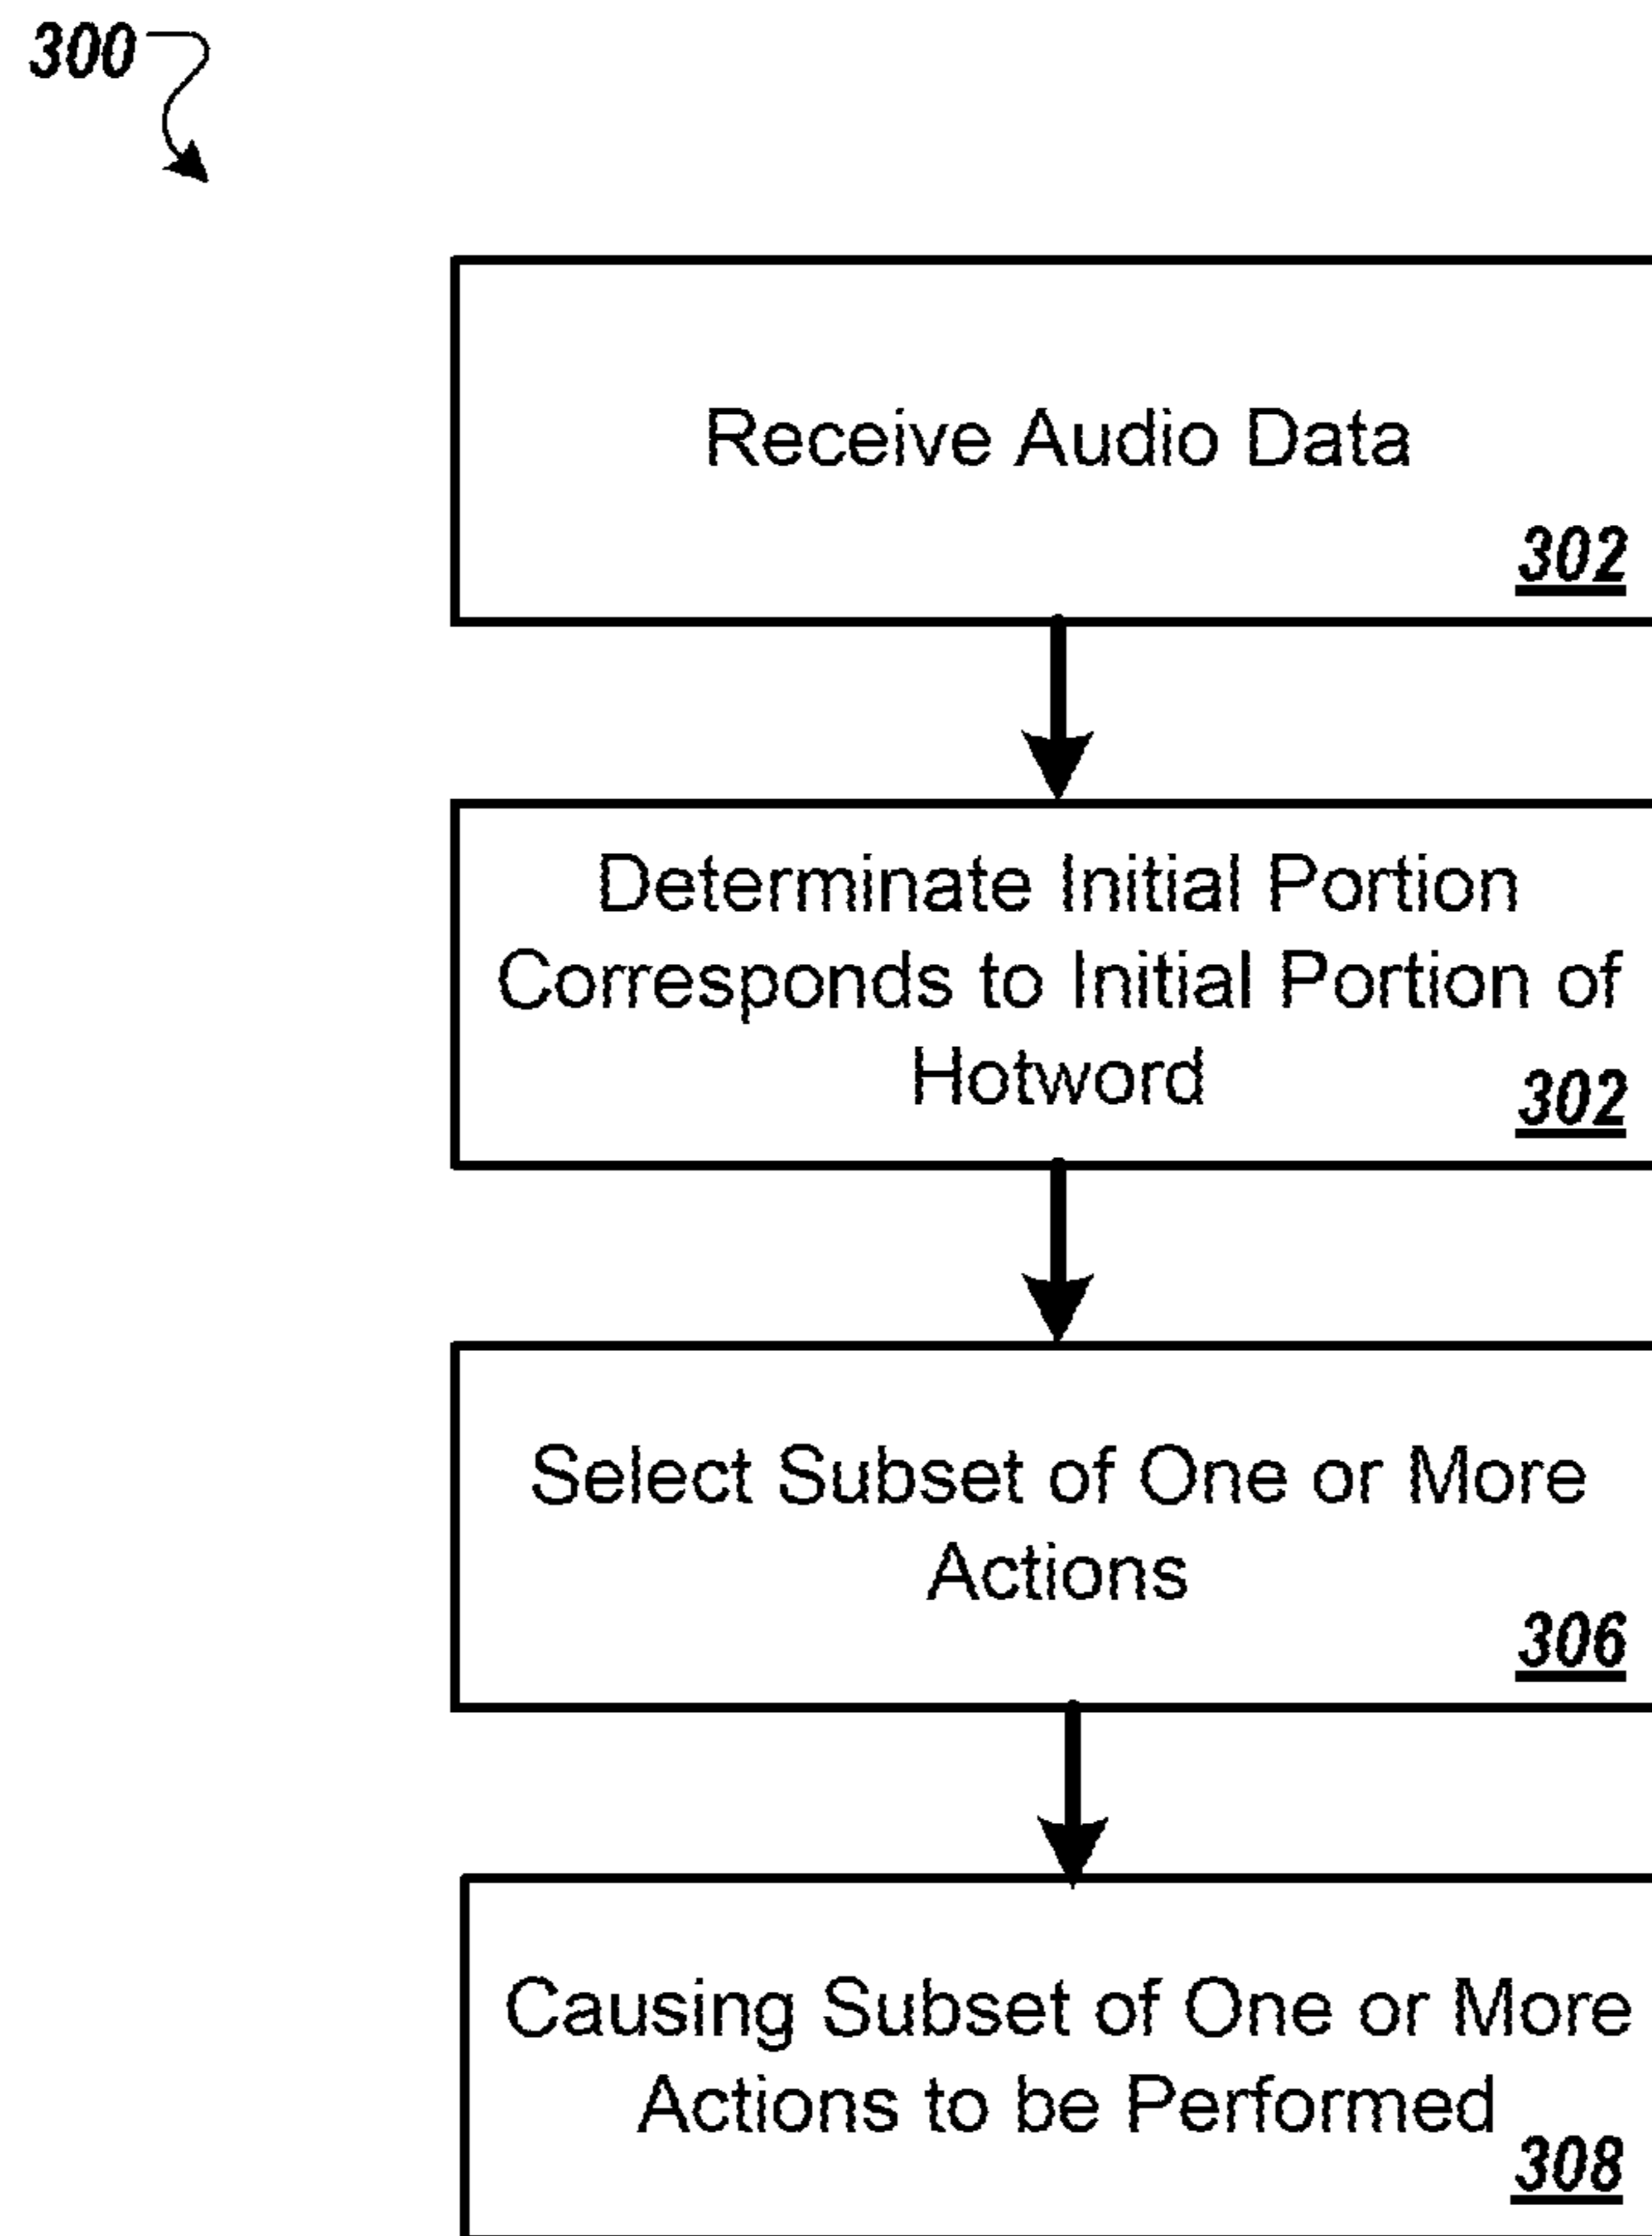 300
Receive Audio Data
302
Determinate Initial Portion
Corresponds to Initial Portion of
Hotword
302
Select Subset of One or More
Actions
306
Causing Subset of One or More
Actions to be Performed
308